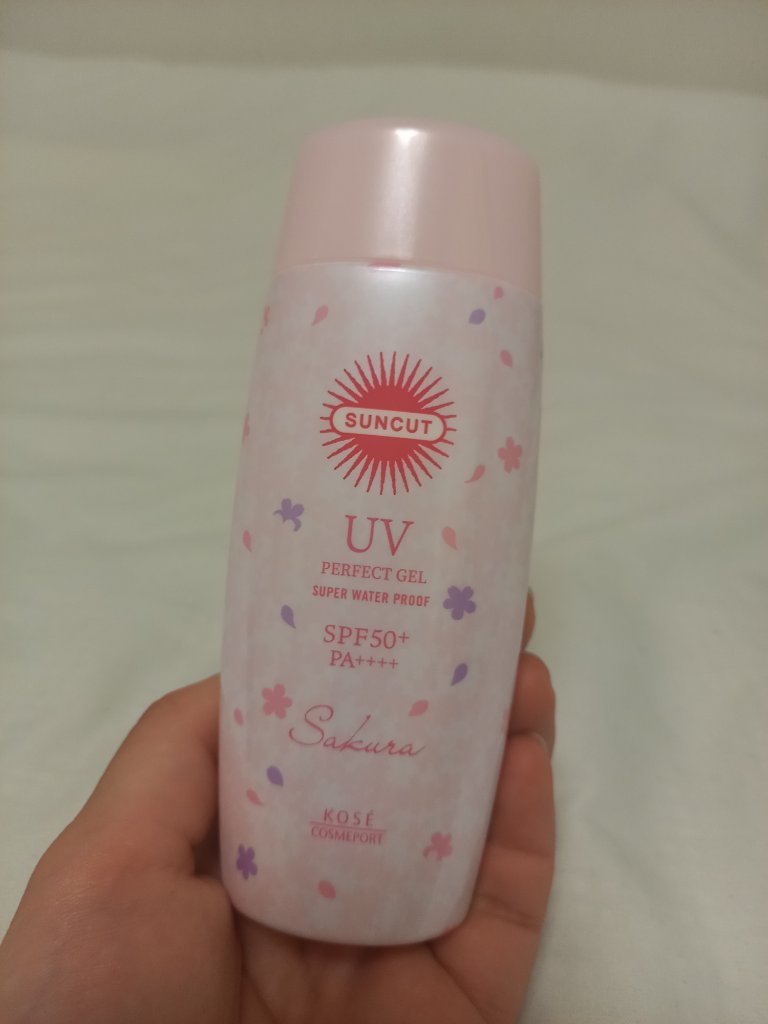 SUNCUT
UV
PERFECT GEL
SUPER WATER PROOF
SPF50+
PA++++
Sakura
KOSÉ
COSMEPORT